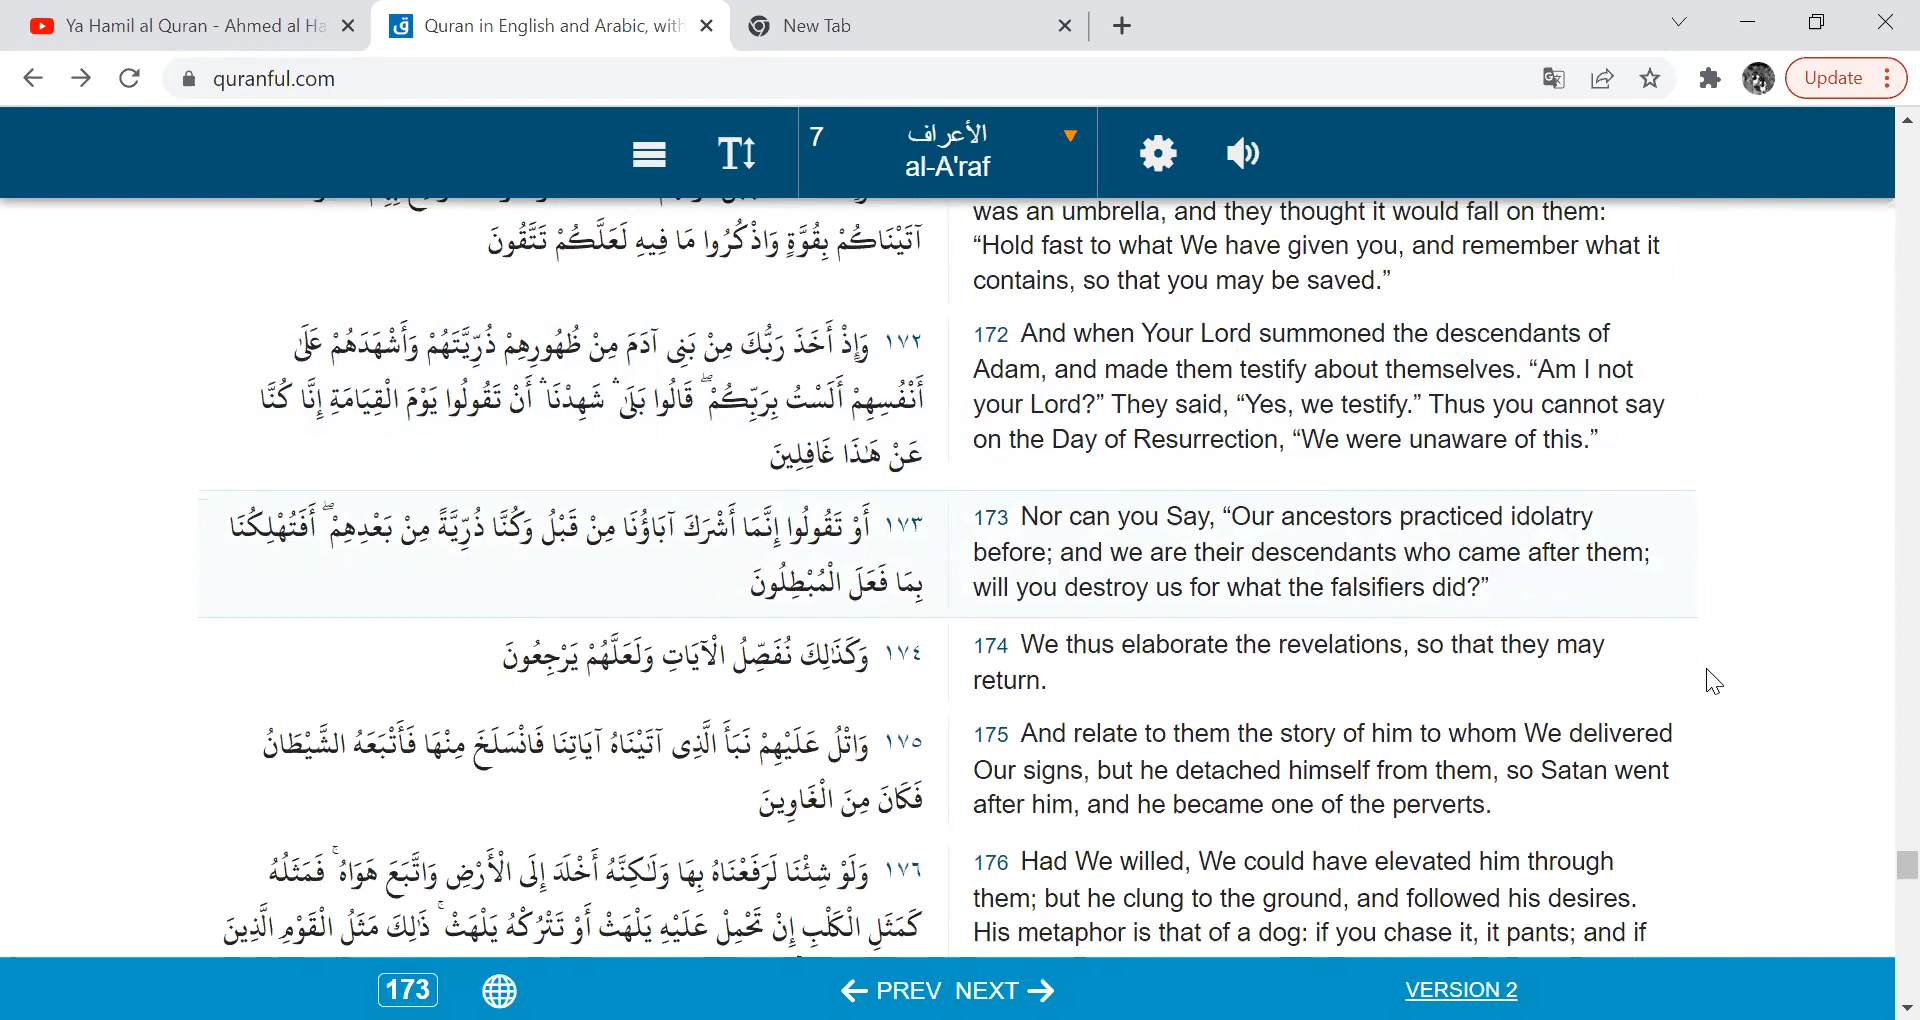 Ya Hamil al Quran - Ahmed al Ha
Quran in English and Arabic, with
New Tab
quranful.com
Update
7
الأعراف
al-A'raf
آتَيْنَاكُمْ بِقُوَّةٍ وَاذْكُرُوا مَا فِيهِ لَعَلَّكُمْ تَتَّقُونَ
was an umbrella, and they thought it would fall on them:
“Hold fast to what We have given you, and remember what it
contains, so that you may be saved.”
١٧٢ وَإِذْ أَخَذَ رَبُّكَ مِنْ بَنِي آدَمَ مِنْ ظُهُورِهِمْ ذُرِّيَّتَهُمْ وَأَشْهَدَهُمْ عَلَىٰ
أَنْفُسِهِمْ أَلَسْتُ بِرَبِّكُمْ ۖ قَالُوا بَلَىٰ ۛ شَهِدْنَا ۛ أَنْ تَقُولُوا يَوْمَ الْقِيَامَةِ إِنَّا كُنَّا
عَنْ هَٰذَا غَافِلِينَ
172 And when Your Lord summoned the descendants of
Adam, and made them testify about themselves. “Am I not
your Lord?” They said, “Yes, we testify.” Thus you cannot say
on the Day of Resurrection, “We were unaware of this.”
١٧٣ أَوْ تَقُولُوا إِنَّمَا أَشْرَكَ آبَاؤُنَا مِنْ قَبْلُ وَكُنَّا ذُرِّيَّةً مِنْ بَعْدِهِمْ ۖ أَفَتُهْلِكُنَا
بِمَا فَعَلَ الْمُبْطِلُونَ
173 Nor can you Say, “Our ancestors practiced idolatry
before; and we are their descendants who came after them;
will you destroy us for what the falsifiers did?”
١٧٤ وَكَذَٰلِكَ نُفَصِّلُ الْآيَاتِ وَلَعَلَّهُمْ يَرْجِعُونَ
174 We thus elaborate the revelations, so that they may
return.
١٧٥ وَاتْلُ عَلَيْهِمْ نَبَأَ الَّذِي آتَيْنَاهُ آيَاتِنَا فَانْسَلَخَ مِنْهَا فَأَتْبَعَهُ الشَّيْطَانُ
فَكَانَ مِنَ الْغَاوِينَ
175 And relate to them the story of him to whom We delivered
Our signs, but he detached himself from them, so Satan went
after him, and he became one of the perverts.
١٧٦ وَلَوْ شِئْنَا لَرَفَعْنَاهُ بِهَا وَلَٰكِنَّهُ أَخْلَدَ إِلَى الْأَرْضِ وَاتَّبَعَ هَوَاهُ ۚ فَمَثَلُهُ
كَمَثَلِ الْكَلْبِ إِنْ تَحْمِلْ عَلَيْهِ يَلْهَثْ أَوْ تَتْرُكْهُ يَلْهَثْ ۚ ذَٰلِكَ مَثَلُ الْقَوْمِ الَّذِينَ
176 Had We willed, We could have elevated him through
them; but he clung to the ground, and followed his desires.
His metaphor is that of a dog: if you chase it, it pants; and if
173
PREV NEXT
VERSION 2